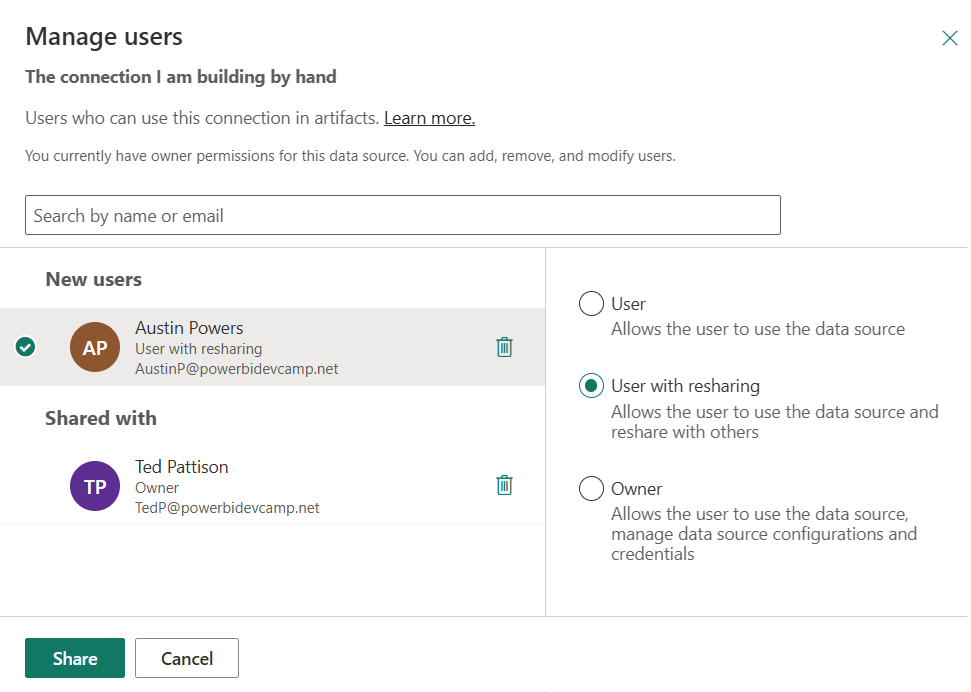 Manage users
The connection I am building by hand
Users who can use this connection in artifacts. Learn more.
You currently have owner permissions for this data source. You can add, remove, and modify users.
Search by name or email
New users
AP
Austin Powers
User with resharing
AustinP@powerbidevcamp.net
Shared with
TP
Ted Pattison
Owner
TedP@powerbidevcamp.net
User
Allows the user to use the data source
User with resharing
Allows the user to use the data source and
reshare with others
Owner
Allows the user to use the data source,
manage data source configurations and
credentials
Share
Cancel